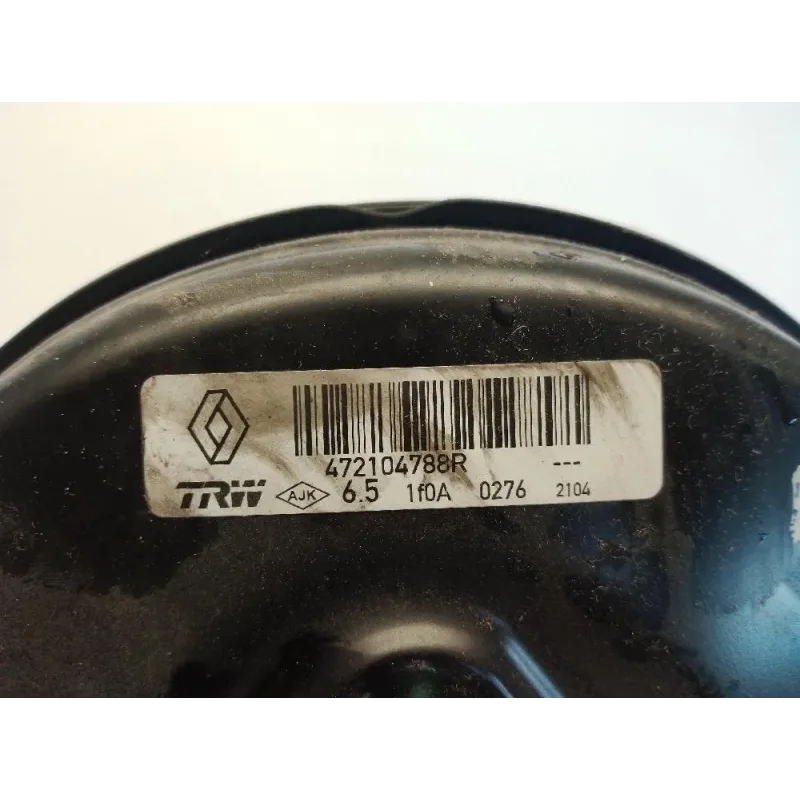 472104788R ---
TRW AJK 6.5 1f0A 0276 2104